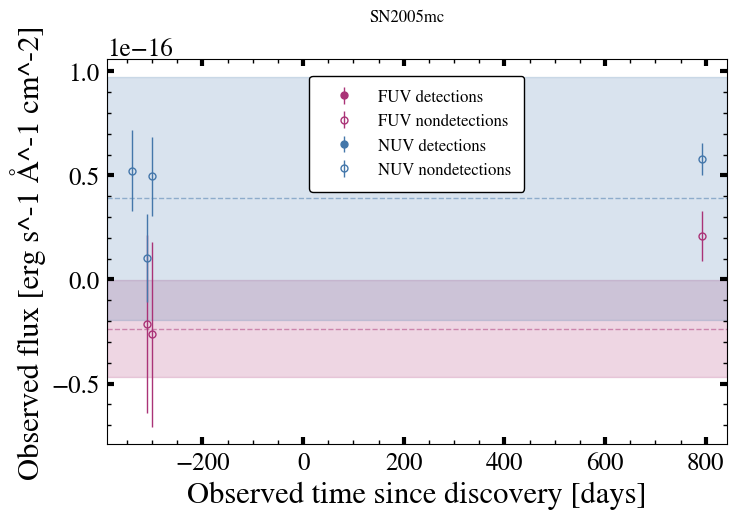 SN2005mc
1e−16
1.0
0.5
0.0
−0.5
Observed flux [erg s^-1 Å^-1 cm^-2]
FUV detections
FUV nondetections
NUV detections
NUV nondetections
−200
0
200
400
600
800
Observed time since discovery [days]